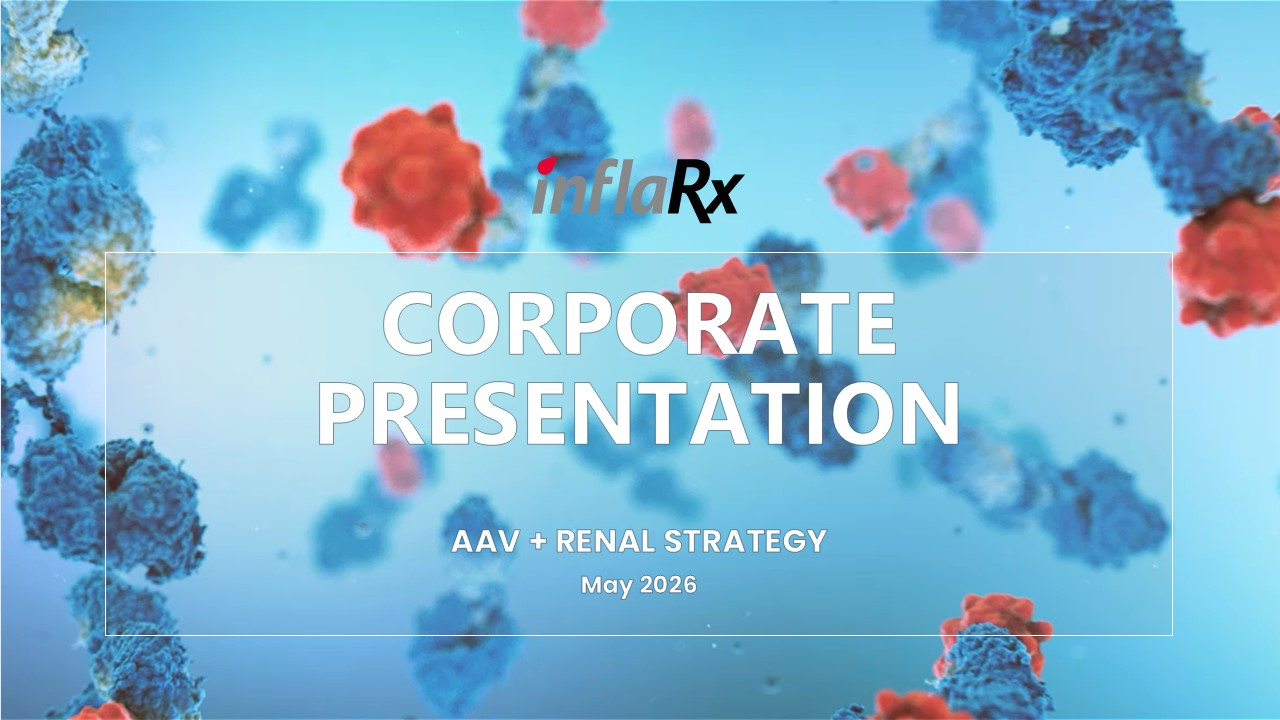 inflaRx
CORPORATE
PRESENTATION
AAV + RENAL STRATEGY
May 2026